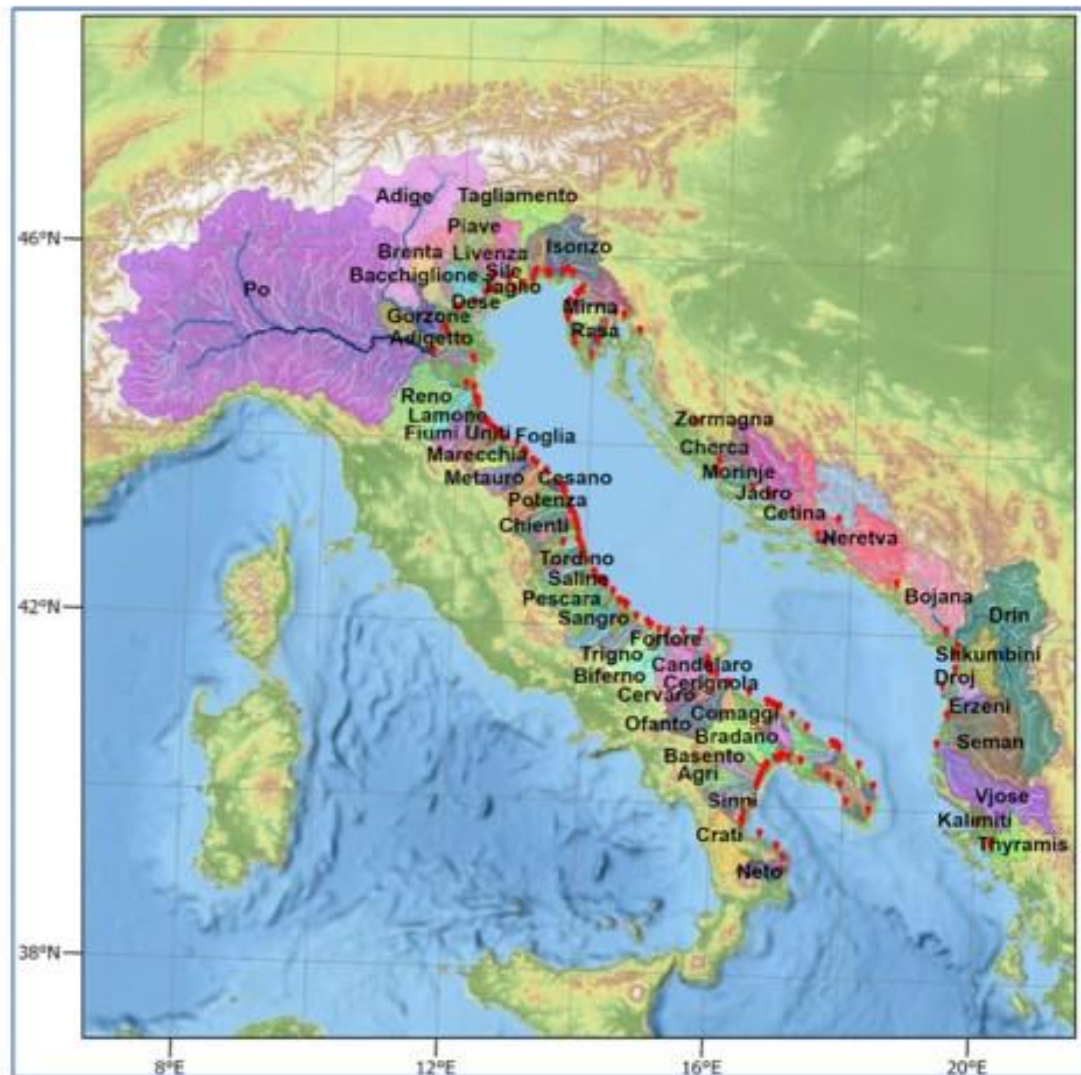 Adige
Tagliamento
Piave
46°N
Isonzo
Brenta
Livenza
Bacchiglione
Sile
Taglio
Po
Dese
Mirna
Gorzone
Rasa
Adigetto
Reno
Lamone
Zermagna
Fiumi Uniti
Foglia
Cherca
Marecchia
Metauro
Cesano
Morinje
Jadro
Potenza
Cetina
Chienti
Neretva
Tordino
Saline
Bojana
Pescara
42°N
Drin
Sangro
Fortore
Trigno
Shkumbini
Candelaro
Biferno
Cerignola
Droj
Cervaro
Erzeni
Comaggi
Ofanto
Bradano
Seman
Basento
Agri
Vjose
Sinni
Kalimiti
Crati
Thyramis
Neto
38°N
8°E
12°E
16°E
20°E